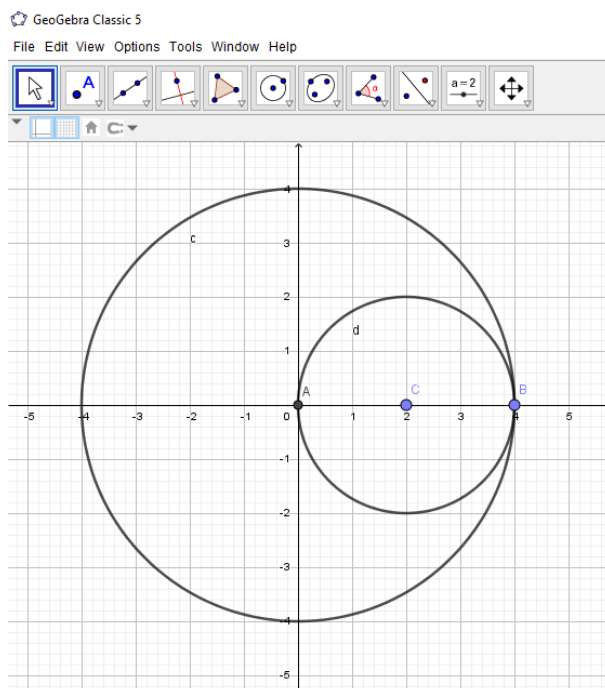 GeoGebra Classic 5
File Edit View Options Tools Window Help
A
α
a=2
4
c
3
2
d
1
A
C
B
-5 -4 -3 -2 -1 0 1 2 3 4 5
-1
-2
-3
-4
-5